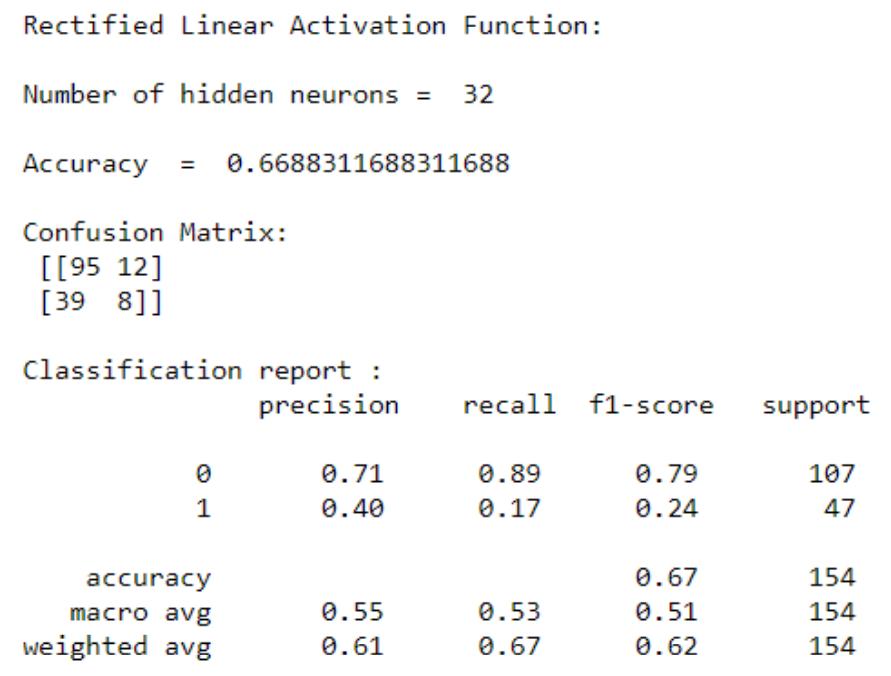 Rectified Linear Activation Function:
Number of hidden neurons =  32
Accuracy  =  0.6688311688311688
Confusion Matrix:
[[95 12]
[39  8]]
Classification report :
precision    recall  f1-score   support
0       0.71      0.89      0.79       107
1       0.40      0.17      0.24        47
accuracy                           0.67       154
macro avg       0.55      0.53      0.51       154
weighted avg       0.61      0.67      0.62       154